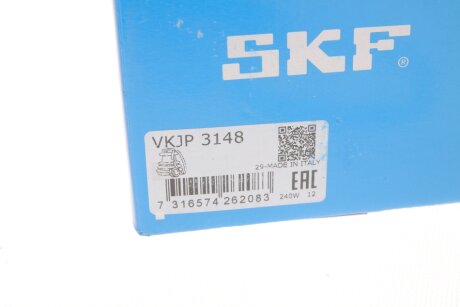 SKF®
VKJP 3148
29-MADE IN ITALY
EAC
7 316574 262083
240W 12